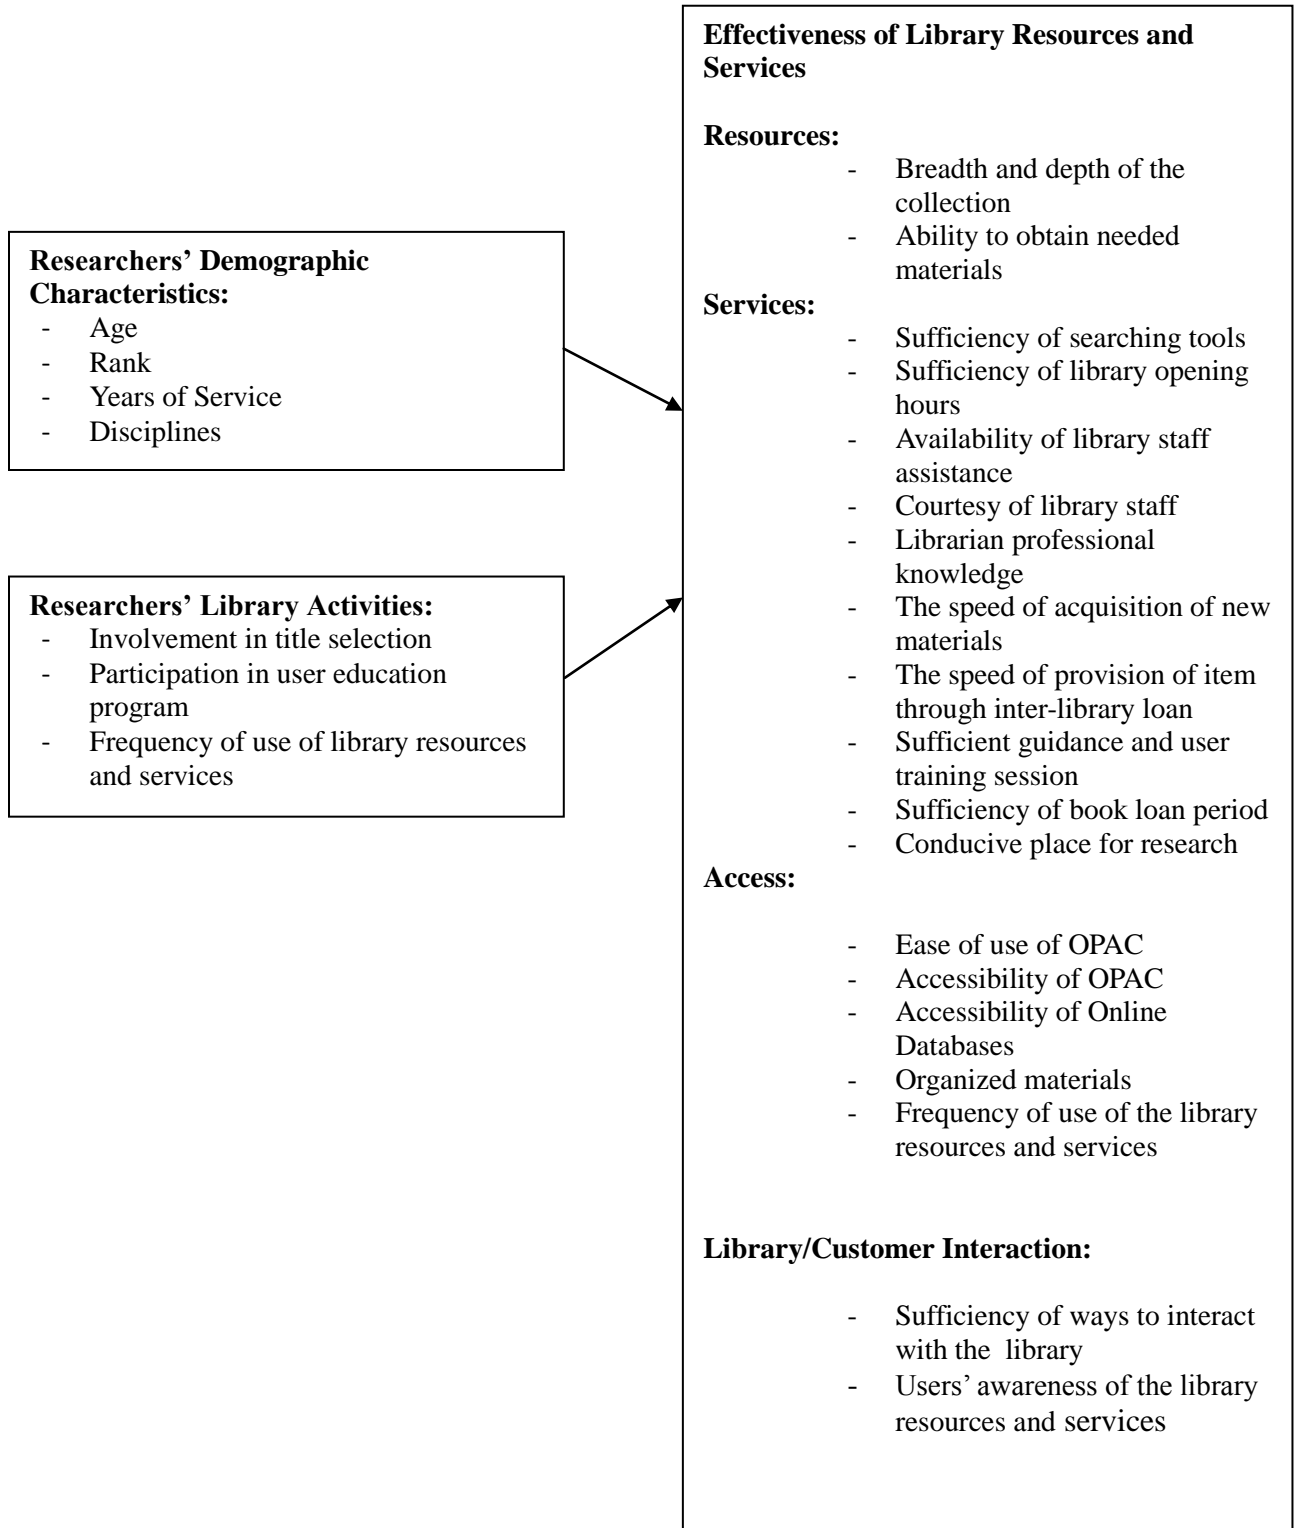 Researchers’ Demographic
Characteristics:
- Age
- Rank
- Years of Service
- Disciplines
Researchers’ Library Activities:
- Involvement in title selection
- Participation in user education
program
- Frequency of use of library resources
and services
Effectiveness of Library Resources and
Services
Resources:
- Breadth and depth of the
collection
- Ability to obtain needed
materials
Services:
- Sufficiency of searching tools
- Sufficiency of library opening
hours
- Availability of library staff
assistance
- Courtesy of library staff
- Librarian professional
knowledge
- The speed of acquisition of new
materials
- The speed of provision of item
through inter-library loan
- Sufficient guidance and user
training session
- Sufficiency of book loan period
- Conducive place for research
Access:
- Ease of use of OPAC
- Accessibility of OPAC
- Accessibility of Online
Databases
- Organized materials
- Frequency of use of the library
resources and services
Library/Customer Interaction:
- Sufficiency of ways to interact
with the library
- Users’ awareness of the library
resources and services